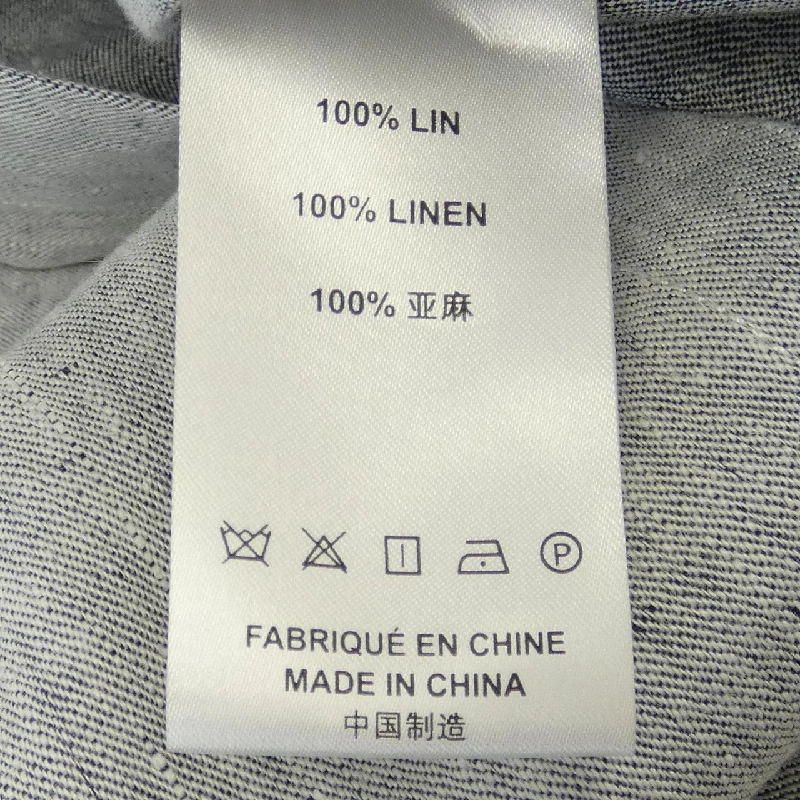 100% LIN
100% LINEN
100% 亚麻
P
FABRIQUÉ EN CHINE
MADE IN CHINA
中国制造